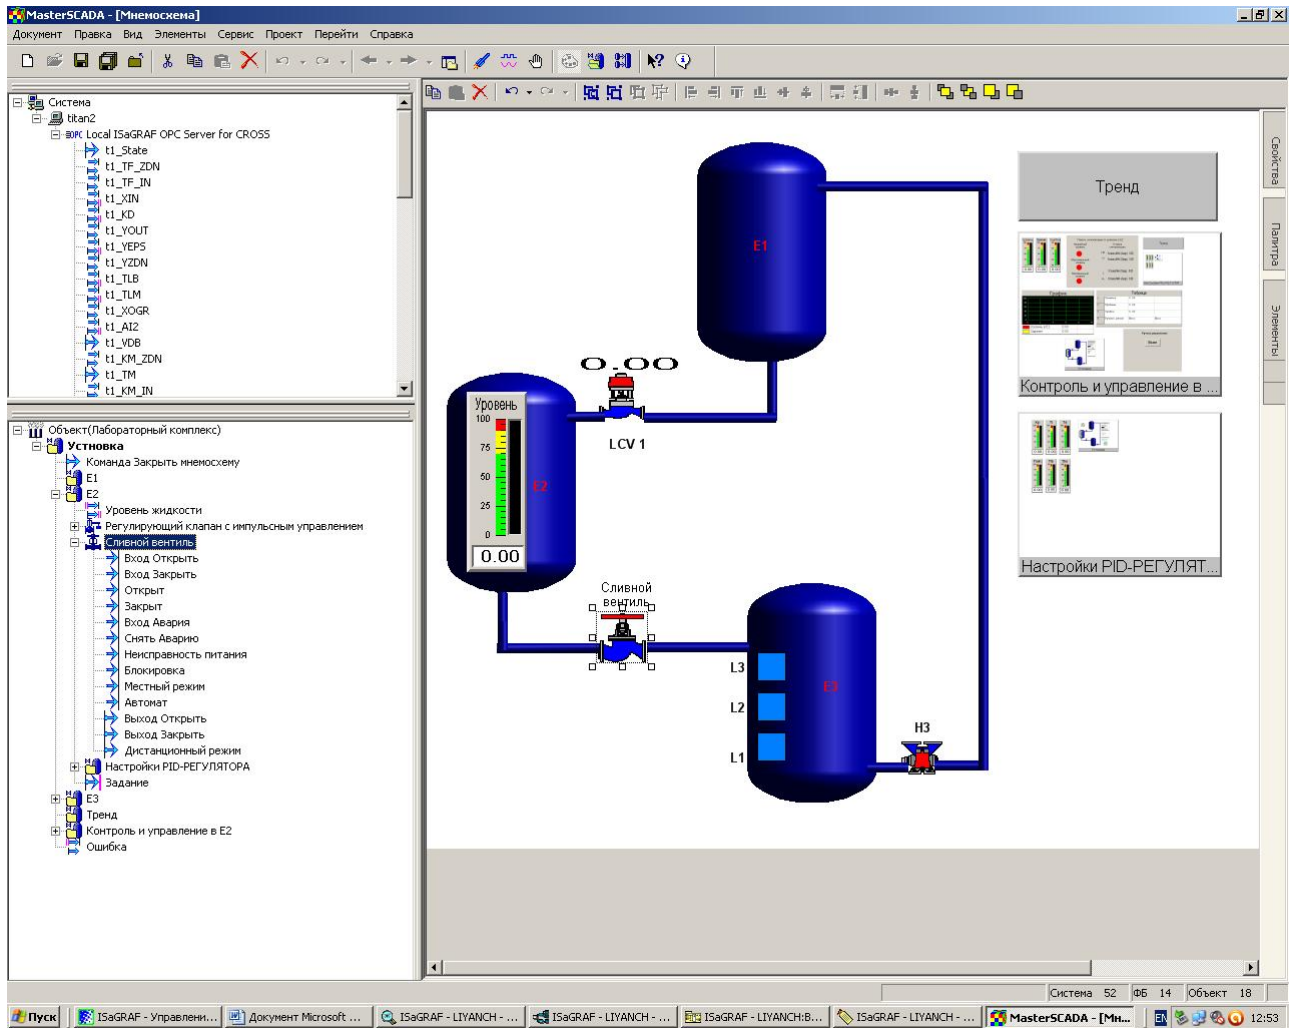 MasterSCADA - [Мнемосхема]
Документ Правка Вид Элементы Сервис Проект Перейти Справка
Система
titan2
OPC Local ISaGRAF OPC Server for CROSS
t1_State
t1_TF_ZDN
t1_TF_IN
t1_XIN
t1_KD
t1_YOUT
t1_YEPS
t1_YZDN
t1_TLB
t1_TLM
t1_XOGR
t1_AI2
t1_VDB
t1_KM_ZDN
t1_TM
t1_KM_IN
Объект(Лабораторный комплекс)
Устновка
Команда Закрыть мнемосхему
E1
E2
Уровень жидкости
Регулирующий клапан с импульсным управлением
Сливной вентиль
Вход Открыть
Вход Закрыть
Открыт
Закрыт
Вход Авария
Снять Аварию
Неисправность питания
Блокировка
Местный режим
Автомат
Выход Открыть
Выход Закрыть
Дистанционный режим
Настройки PID-РЕГУЛЯТОРА
Задание
E3
Тренд
Контроль и управление в E2
Ошибка
E1
0.00
LCV 1
Уровень
100
75
50
25
0
0.00
E2
Сливной
вентиль
L3
L2
L1
E3
H3
Тренд
Контроль и управление в ...
Настройки PID-РЕГУЛЯТ...
Свойства
Палитра
Элементы
Система 52 ФБ 14 Объект 18
Пуск ISaGRAF - Управлени... Документ Microsoft ... ISaGRAF - LIYANCH - ... ISaGRAF - LIYANCH - ... ISaGRAF - LIYANCH:B... ISaGRAF - LIYANCH - ... MasterSCADA - [Мн... EN 12:53